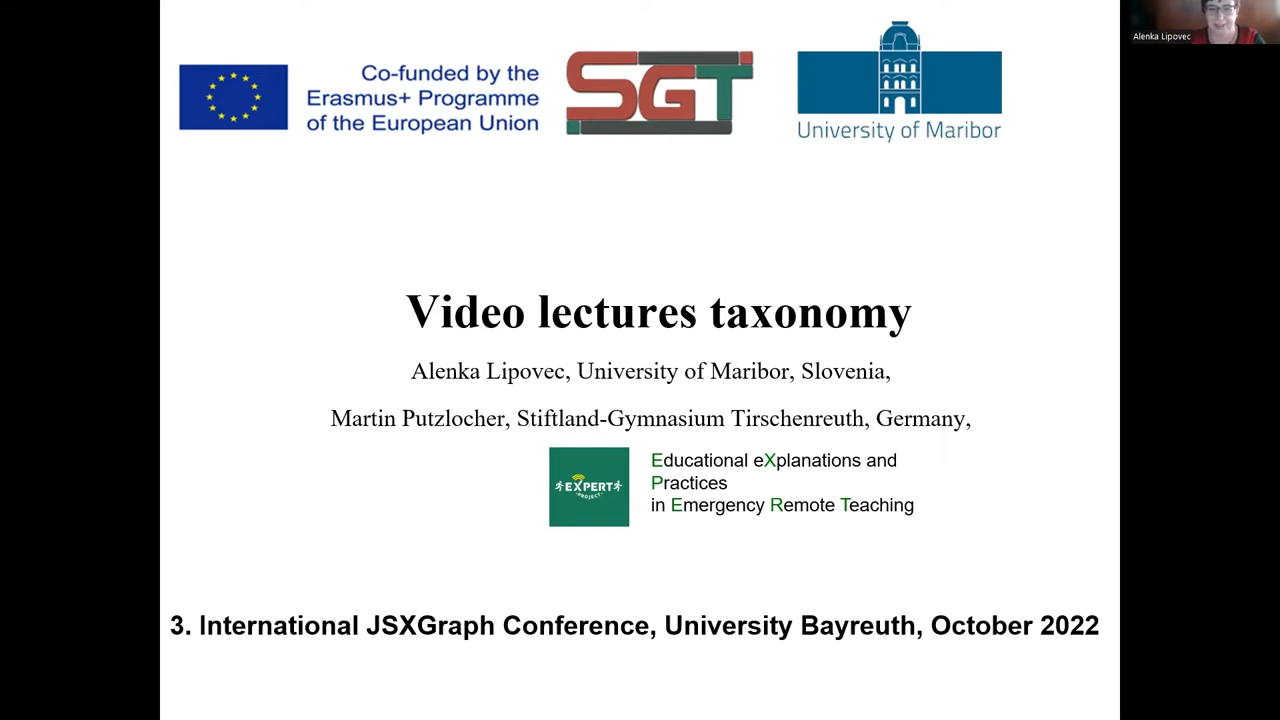 Alenka Lipovec
Co-funded by the
Erasmus+ Programme
of the European Union
SGT
University of Maribor
Video lectures taxonomy
Alenka Lipovec, University of Maribor, Slovenia,
Martin Putzlocher, Stiftland-Gymnasium Tirschenreuth, Germany,
EXPERT
PROJECT
Educational eXplanations and
Practices
in Emergency Remote Teaching
3. International JSXGraph Conference, University Bayreuth, October 2022